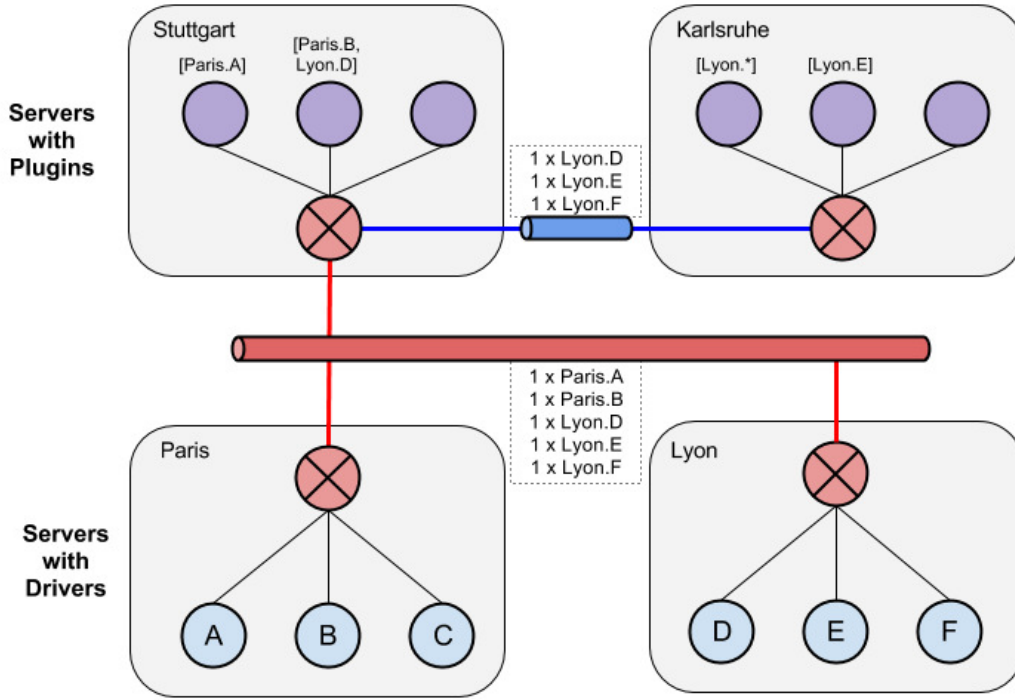 Stuttgart
[Paris.A]
[Paris.B,
Lyon.D]
Karlsruhe
[Lyon.*]
[Lyon.E]
Servers
with
Plugins
1 x Lyon.D
1 x Lyon.E
1 x Lyon.F
1 x Paris.A
1 x Paris.B
1 x Lyon.D
1 x Lyon.E
1 x Lyon.F
Paris
Lyon
Servers
with
Drivers
A
B
C
D
E
F